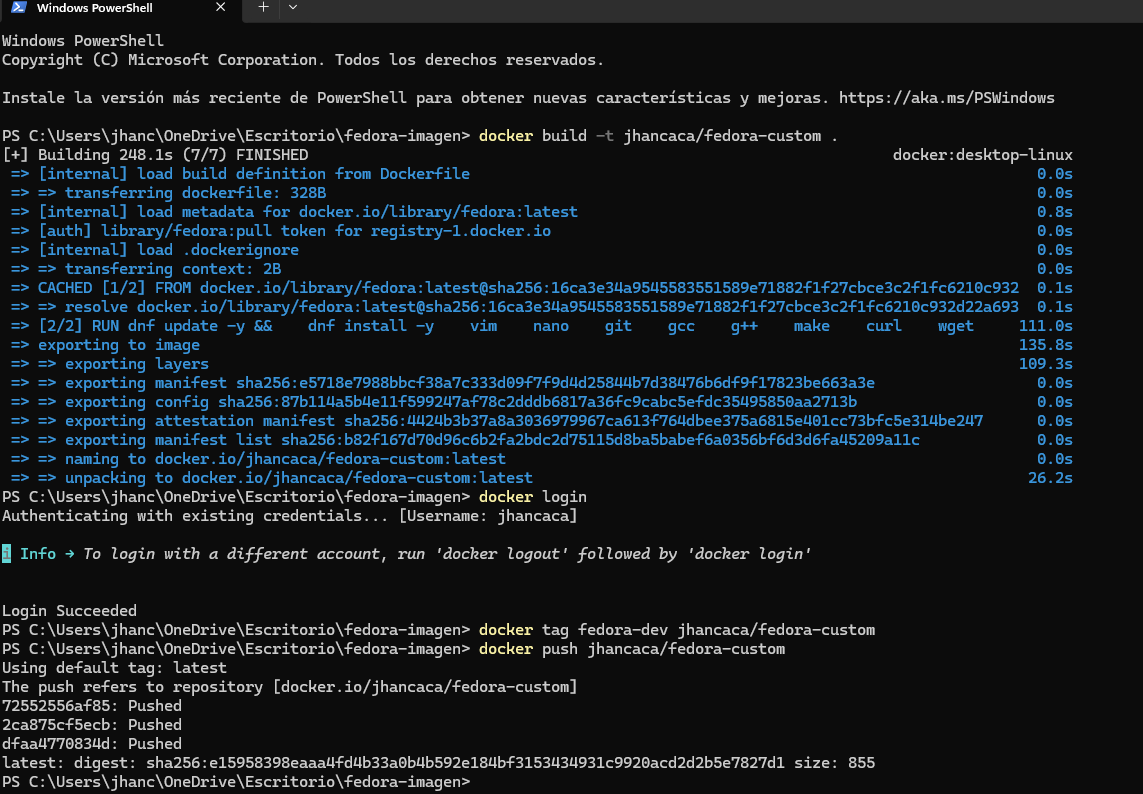 Windows PowerShell
Windows PowerShell
Copyright (C) Microsoft Corporation. Todos los derechos reservados.
Instale la versión más reciente de PowerShell para obtener nuevas características y mejoras. https://aka.ms/PSWindows
PS C:\Users\jhanc\OneDrive\Escritorio\fedora-imagen> docker build -t jhancaca/fedora-custom .
[+] Building 248.1s (7/7) FINISHED docker:desktop-linux
=> [internal] load build definition from Dockerfile 0.0s
=> => transferring dockerfile: 328B 0.0s
=> [internal] load metadata for docker.io/library/fedora:latest 0.8s
=> [auth] library/fedora:pull token for registry-1.docker.io 0.0s
=> [internal] load .dockerignore 0.0s
=> => transferring context: 2B 0.0s
=> CACHED [1/2] FROM docker.io/library/fedora:latest@sha256:16ca3e34a9545583551589e71882f1f27cbce3c2f1fc6210c932 0.1s
=> => resolve docker.io/library/fedora:latest@sha256:16ca3e34a9545583551589e71882f1f27cbce3c2f1fc6210c932d22a693 0.1s
=> [2/2] RUN dnf update -y && dnf install -y vim nano git gcc g++ make curl wget 111.0s
=> exporting to image 135.8s
=> => exporting layers 109.3s
=> => exporting manifest sha256:e5718e7988bbcf38a7c333d09f7f9d4d25844b7d38476b6df9f17823be663a3e 0.0s
=> => exporting config sha256:87b114a5b4e11f599247af78c2dddb6817a36fc9cabc5efdc35495850aa2713b 0.0s
=> => exporting attestation manifest sha256:4424b3b37a8a3036979967ca613f764dbee375a6815e401cc73bfc5e314be247 0.0s
=> => exporting manifest list sha256:b82f167d70d96c6b2fa2bdc2d75115d8ba5babef6a0356bf6d3d6fa45209a11c 0.0s
=> => naming to docker.io/jhancaca/fedora-custom:latest 0.0s
=> => unpacking to docker.io/jhancaca/fedora-custom:latest 26.2s
PS C:\Users\jhanc\OneDrive\Escritorio\fedora-imagen> docker login
Authenticating with existing credentials... [Username: jhancaca]
i Info → To login with a different account, run 'docker logout' followed by 'docker login'
Login Succeeded
PS C:\Users\jhanc\OneDrive\Escritorio\fedora-imagen> docker tag fedora-dev jhancaca/fedora-custom
PS C:\Users\jhanc\OneDrive\Escritorio\fedora-imagen> docker push jhancaca/fedora-custom
Using default tag: latest
The push refers to repository [docker.io/jhancaca/fedora-custom]
72552556af85: Pushed
2ca875cf5ecb: Pushed
dfaa4770834d: Pushed
latest: digest: sha256:e15958398eaaa4fd4b33a0b4b592e184bf3153434931c9920acd2d2b5e7827d1 size: 855
PS C:\Users\jhanc\OneDrive\Escritorio\fedora-imagen>